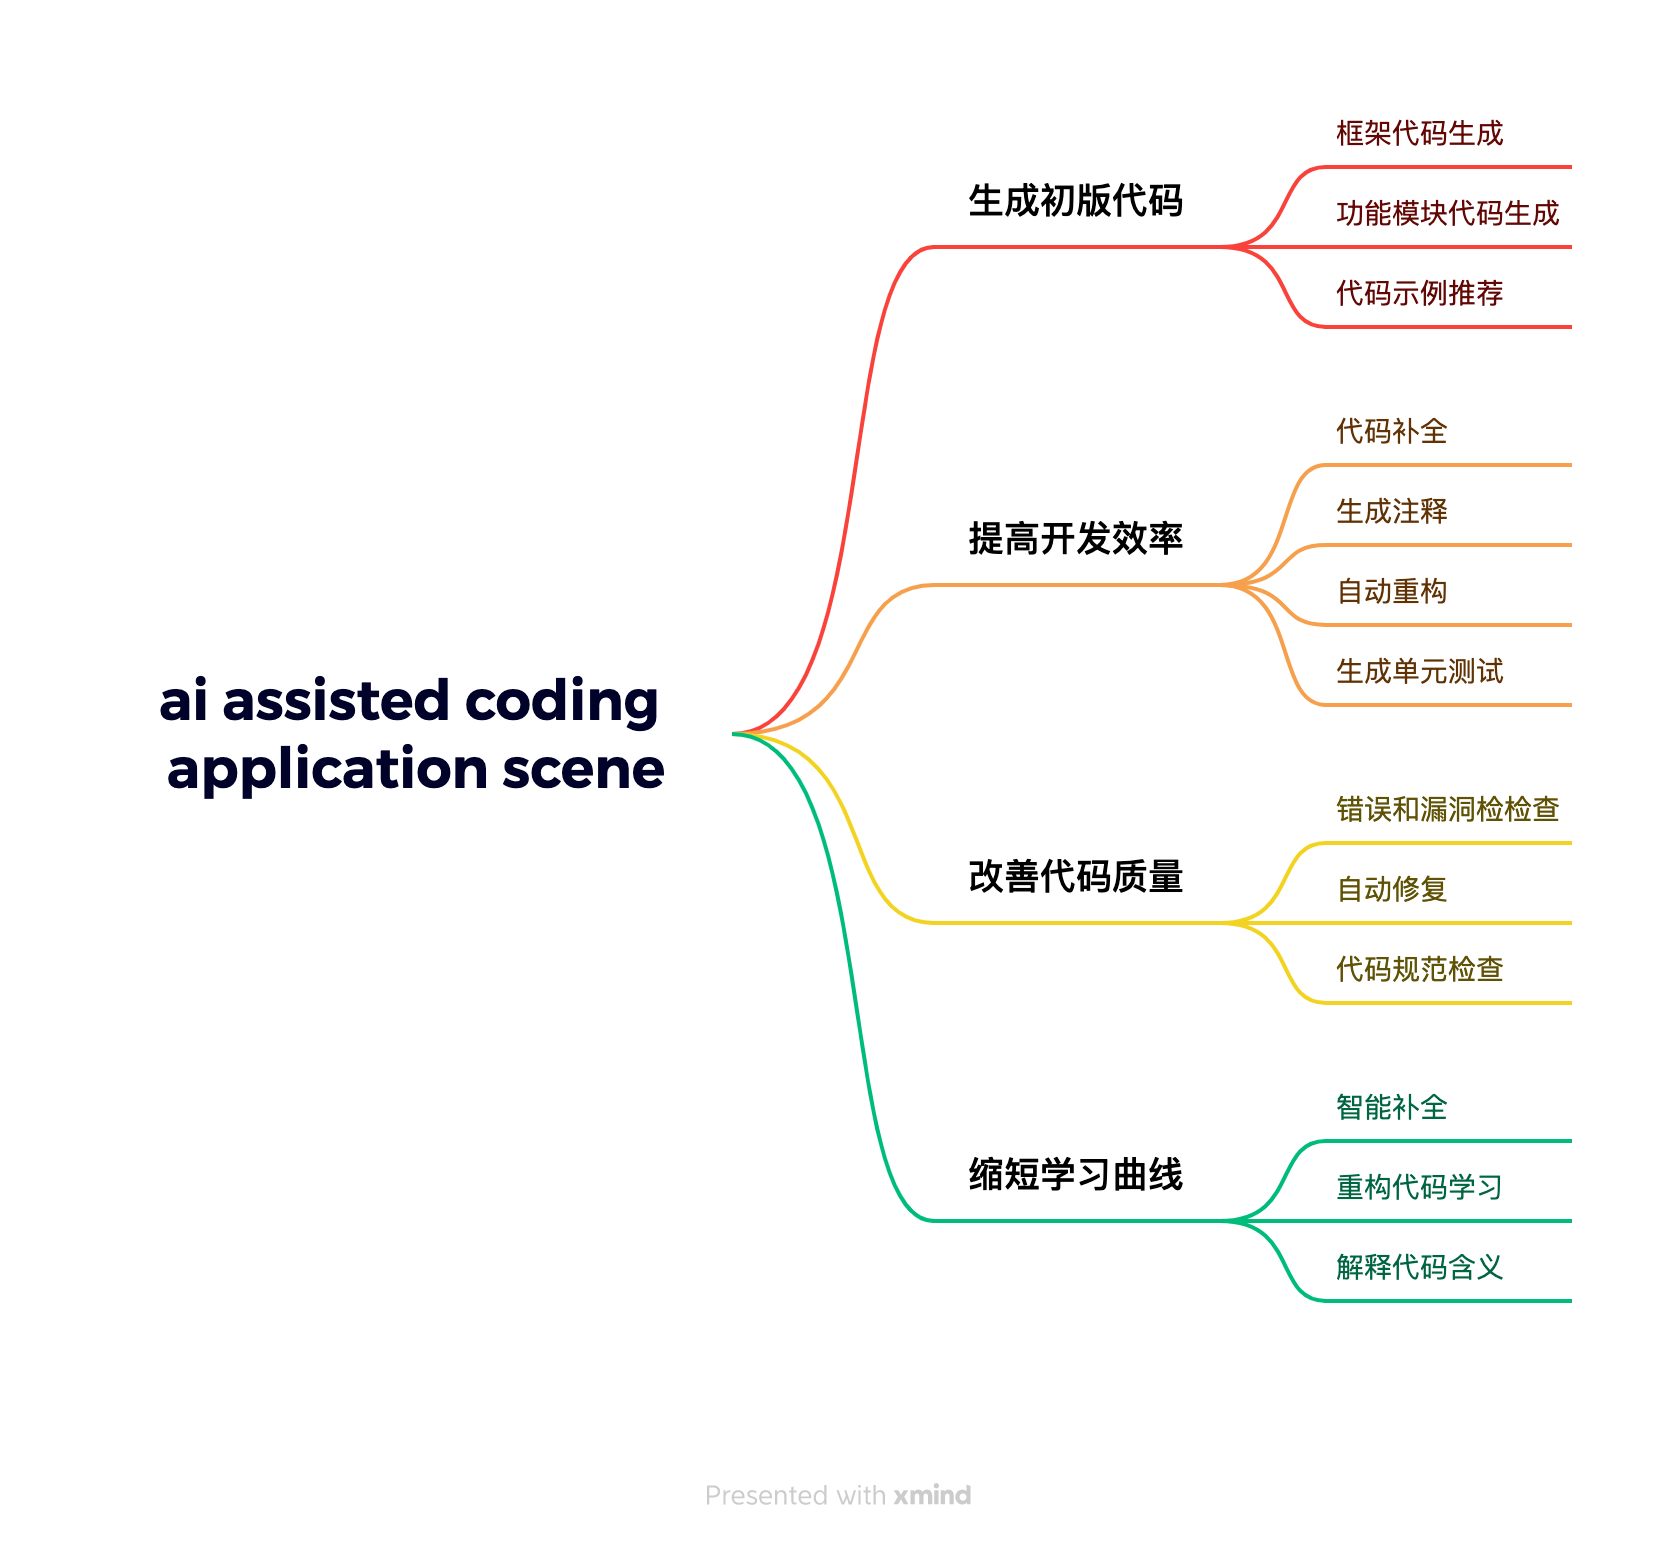 ai assisted coding
application scene
生成初版代码
框架代码生成
功能模块代码生成
代码示例推荐
提高开发效率
代码补全
生成注释
自动重构
生成单元测试
改善代码质量
错误和漏洞检检查
自动修复
代码规范检查
缩短学习曲线
智能补全
重构代码学习
解释代码含义
Presented with xmind